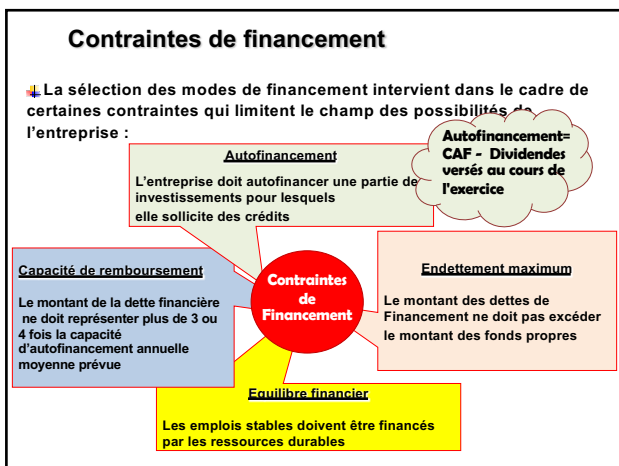 Contraintes de financement
La sélection des modes de financement intervient dans le cadre de
certaines contraintes qui limitent le champ des possibilités de
l'entreprise :
Autofinancement=
CAF - Dividendes
versés au cours de
l'exercice
Autofinancement
L'entreprise doit autofinancer une partie de
investissements pour lesquels
elle sollicite des crédits
Capacité de remboursement
Le montant de la dette financière
ne doit représenter plus de 3 ou
4 fois la capacité
d'autofinancement annuelle
moyenne prévue
Contraintes
de
Financement
Endettement maximum
Le montant des dettes de
Financement ne doit pas excéder
le montant des fonds propres
Equilibre financier
Les emplois stables doivent être financés
par les ressources durables